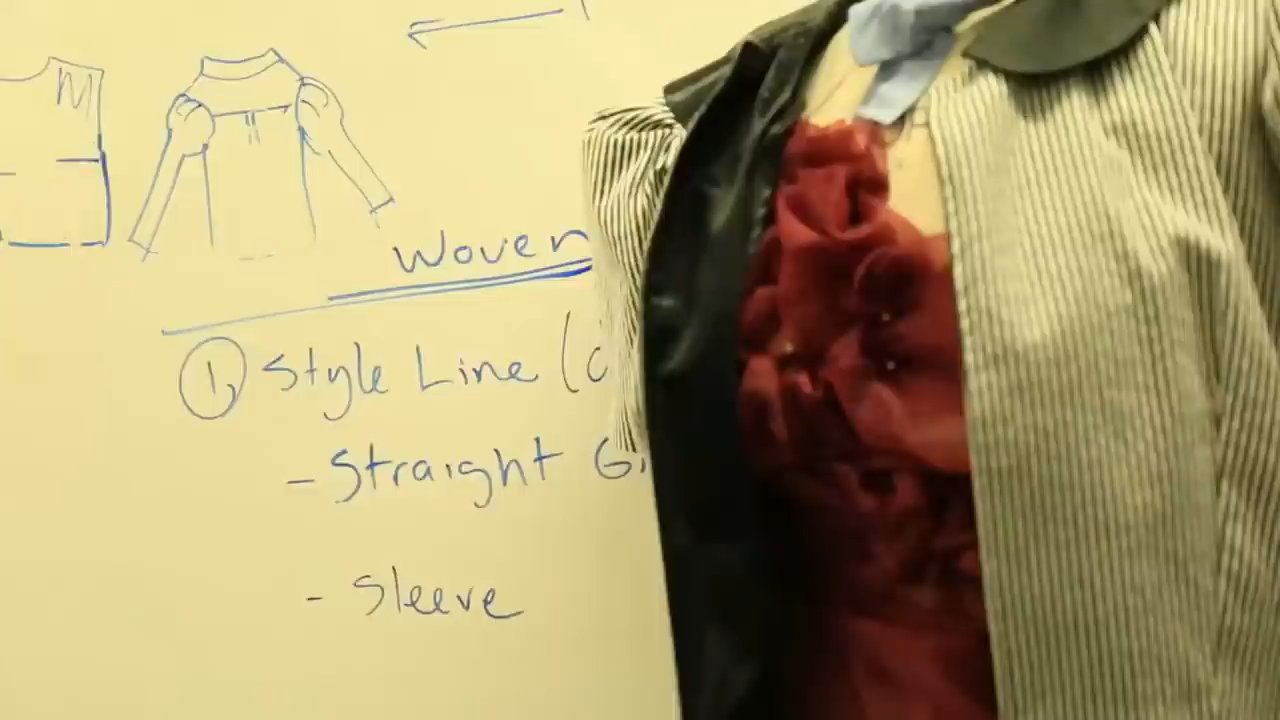 Woven
① Style Line (c
- Straight G
- Sleeve